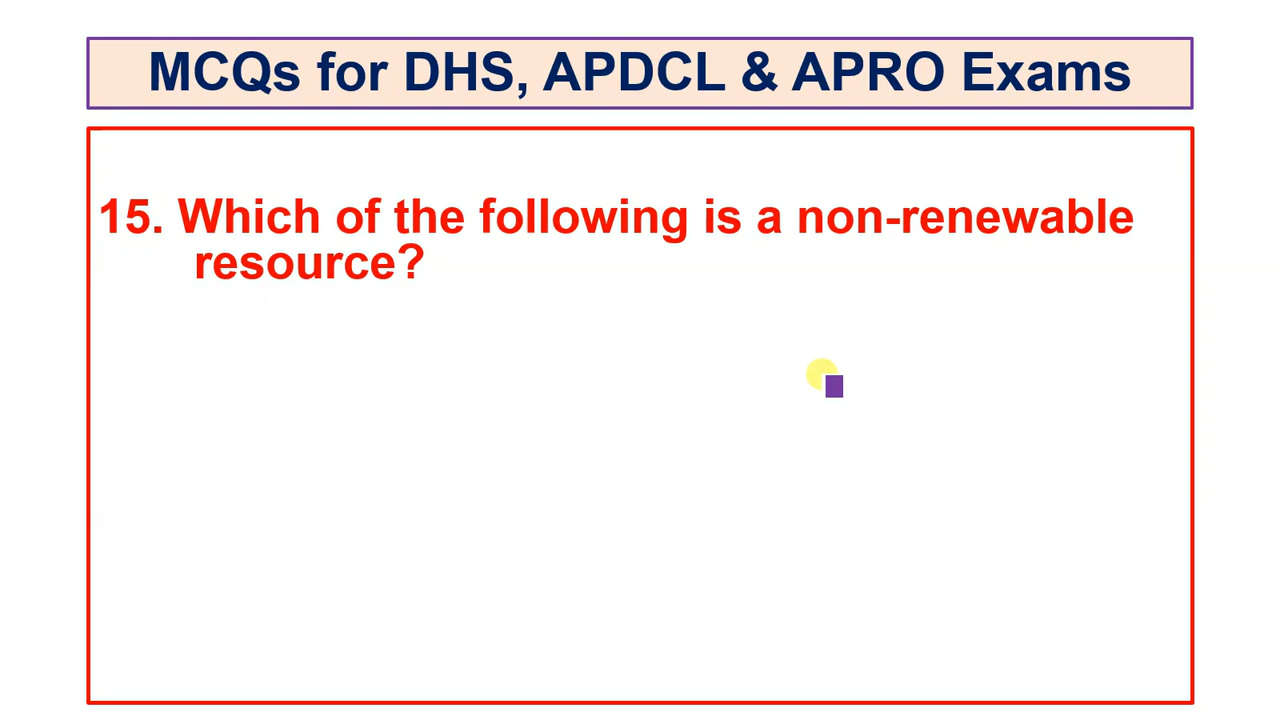 MCQs for DHS, APDCL & APRO Exams
15. Which of the following is a non-renewable
resource?